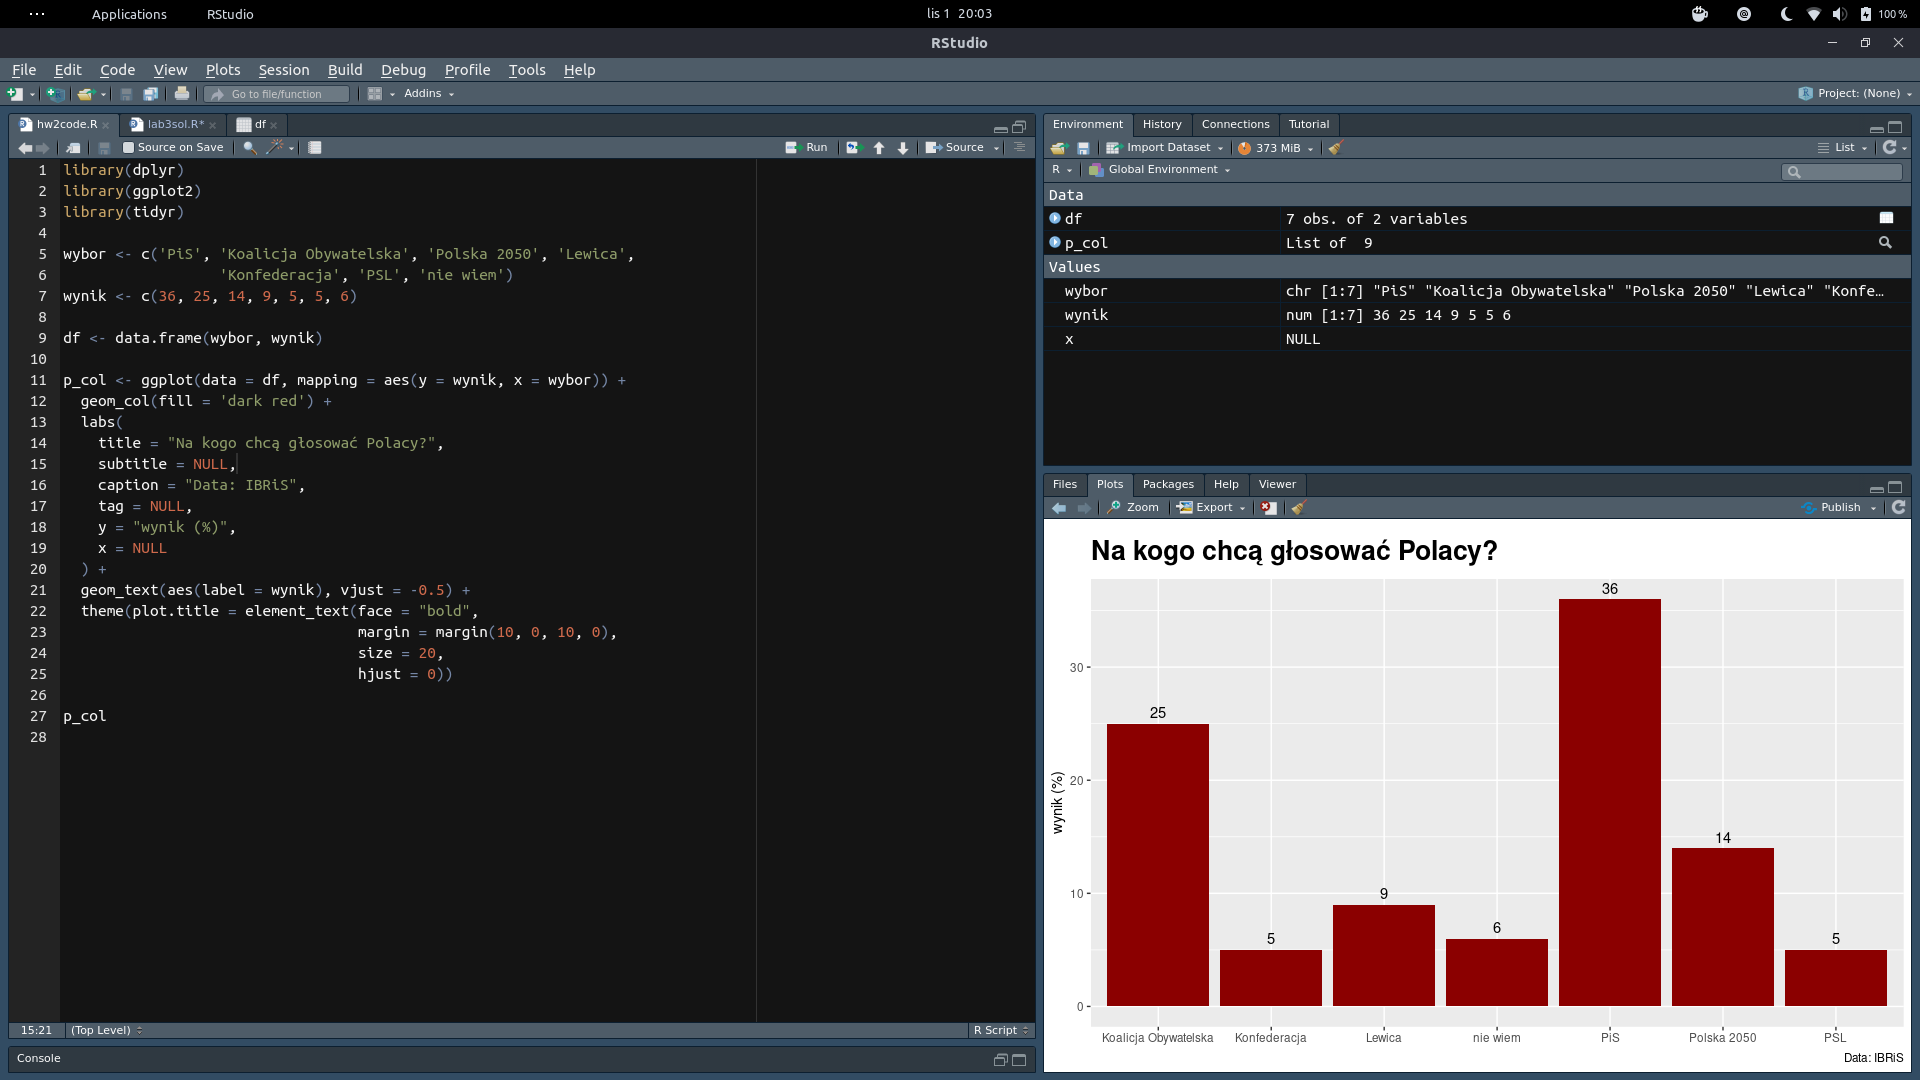 Applications RStudio lis 1 20:03 100 %
RStudio
File Edit Code View Plots Session Build Debug Profile Tools Help
Go to file/function Addins Project: (None)
hw2code.R lab3sol.R* df
Source on Save Run Source
1 library(dplyr)
2 library(ggplot2)
3 library(tidyr)
4
5 wybor <- c('PiS', 'Koalicja Obywatelska', 'Polska 2050', 'Lewica',
6 'Konfederacja', 'PSL', 'nie wiem')
7 wynik <- c(36, 25, 14, 9, 5, 5, 6)
8
9 df <- data.frame(wybor, wynik)
10
11 p_col <- ggplot(data = df, mapping = aes(y = wynik, x = wybor)) +
12 geom_col(fill = 'dark red') +
13 labs(
14 title = "Na kogo chcą głosować Polacy?",
15 subtitle = NULL,
16 caption = "Data: IBRiS",
17 tag = NULL,
18 y = "wynik (%)",
19 x = NULL
20 ) +
21 geom_text(aes(label = wynik), vjust = -0.5) +
22 theme(plot.title = element_text(face = "bold",
23 margin = margin(10, 0, 10, 0),
24 size = 20,
25 hjust = 0))
26
27 p_col
28
15:21 (Top Level) R Script
Console
Environment History Connections Tutorial
Import Dataset 373 MiB List
R Global Environment
Data
df 7 obs. of 2 variables
p_col List of 9
Values
wybor chr [1:7] "PiS" "Koalicja Obywatelska" "Polska 2050" "Lewica" "Konfe…
wynik num [1:7] 36 25 14 9 5 5 6
x NULL
Files Plots Packages Help Viewer
Zoom Export Publish
Na kogo chcą głosować Polacy?
36
25
14
9
6
5
5
wynik (%)
30
20
10
0
Koalicja Obywatelska Konfederacja Lewica nie wiem PiS Polska 2050 PSL
Data: IBRiS